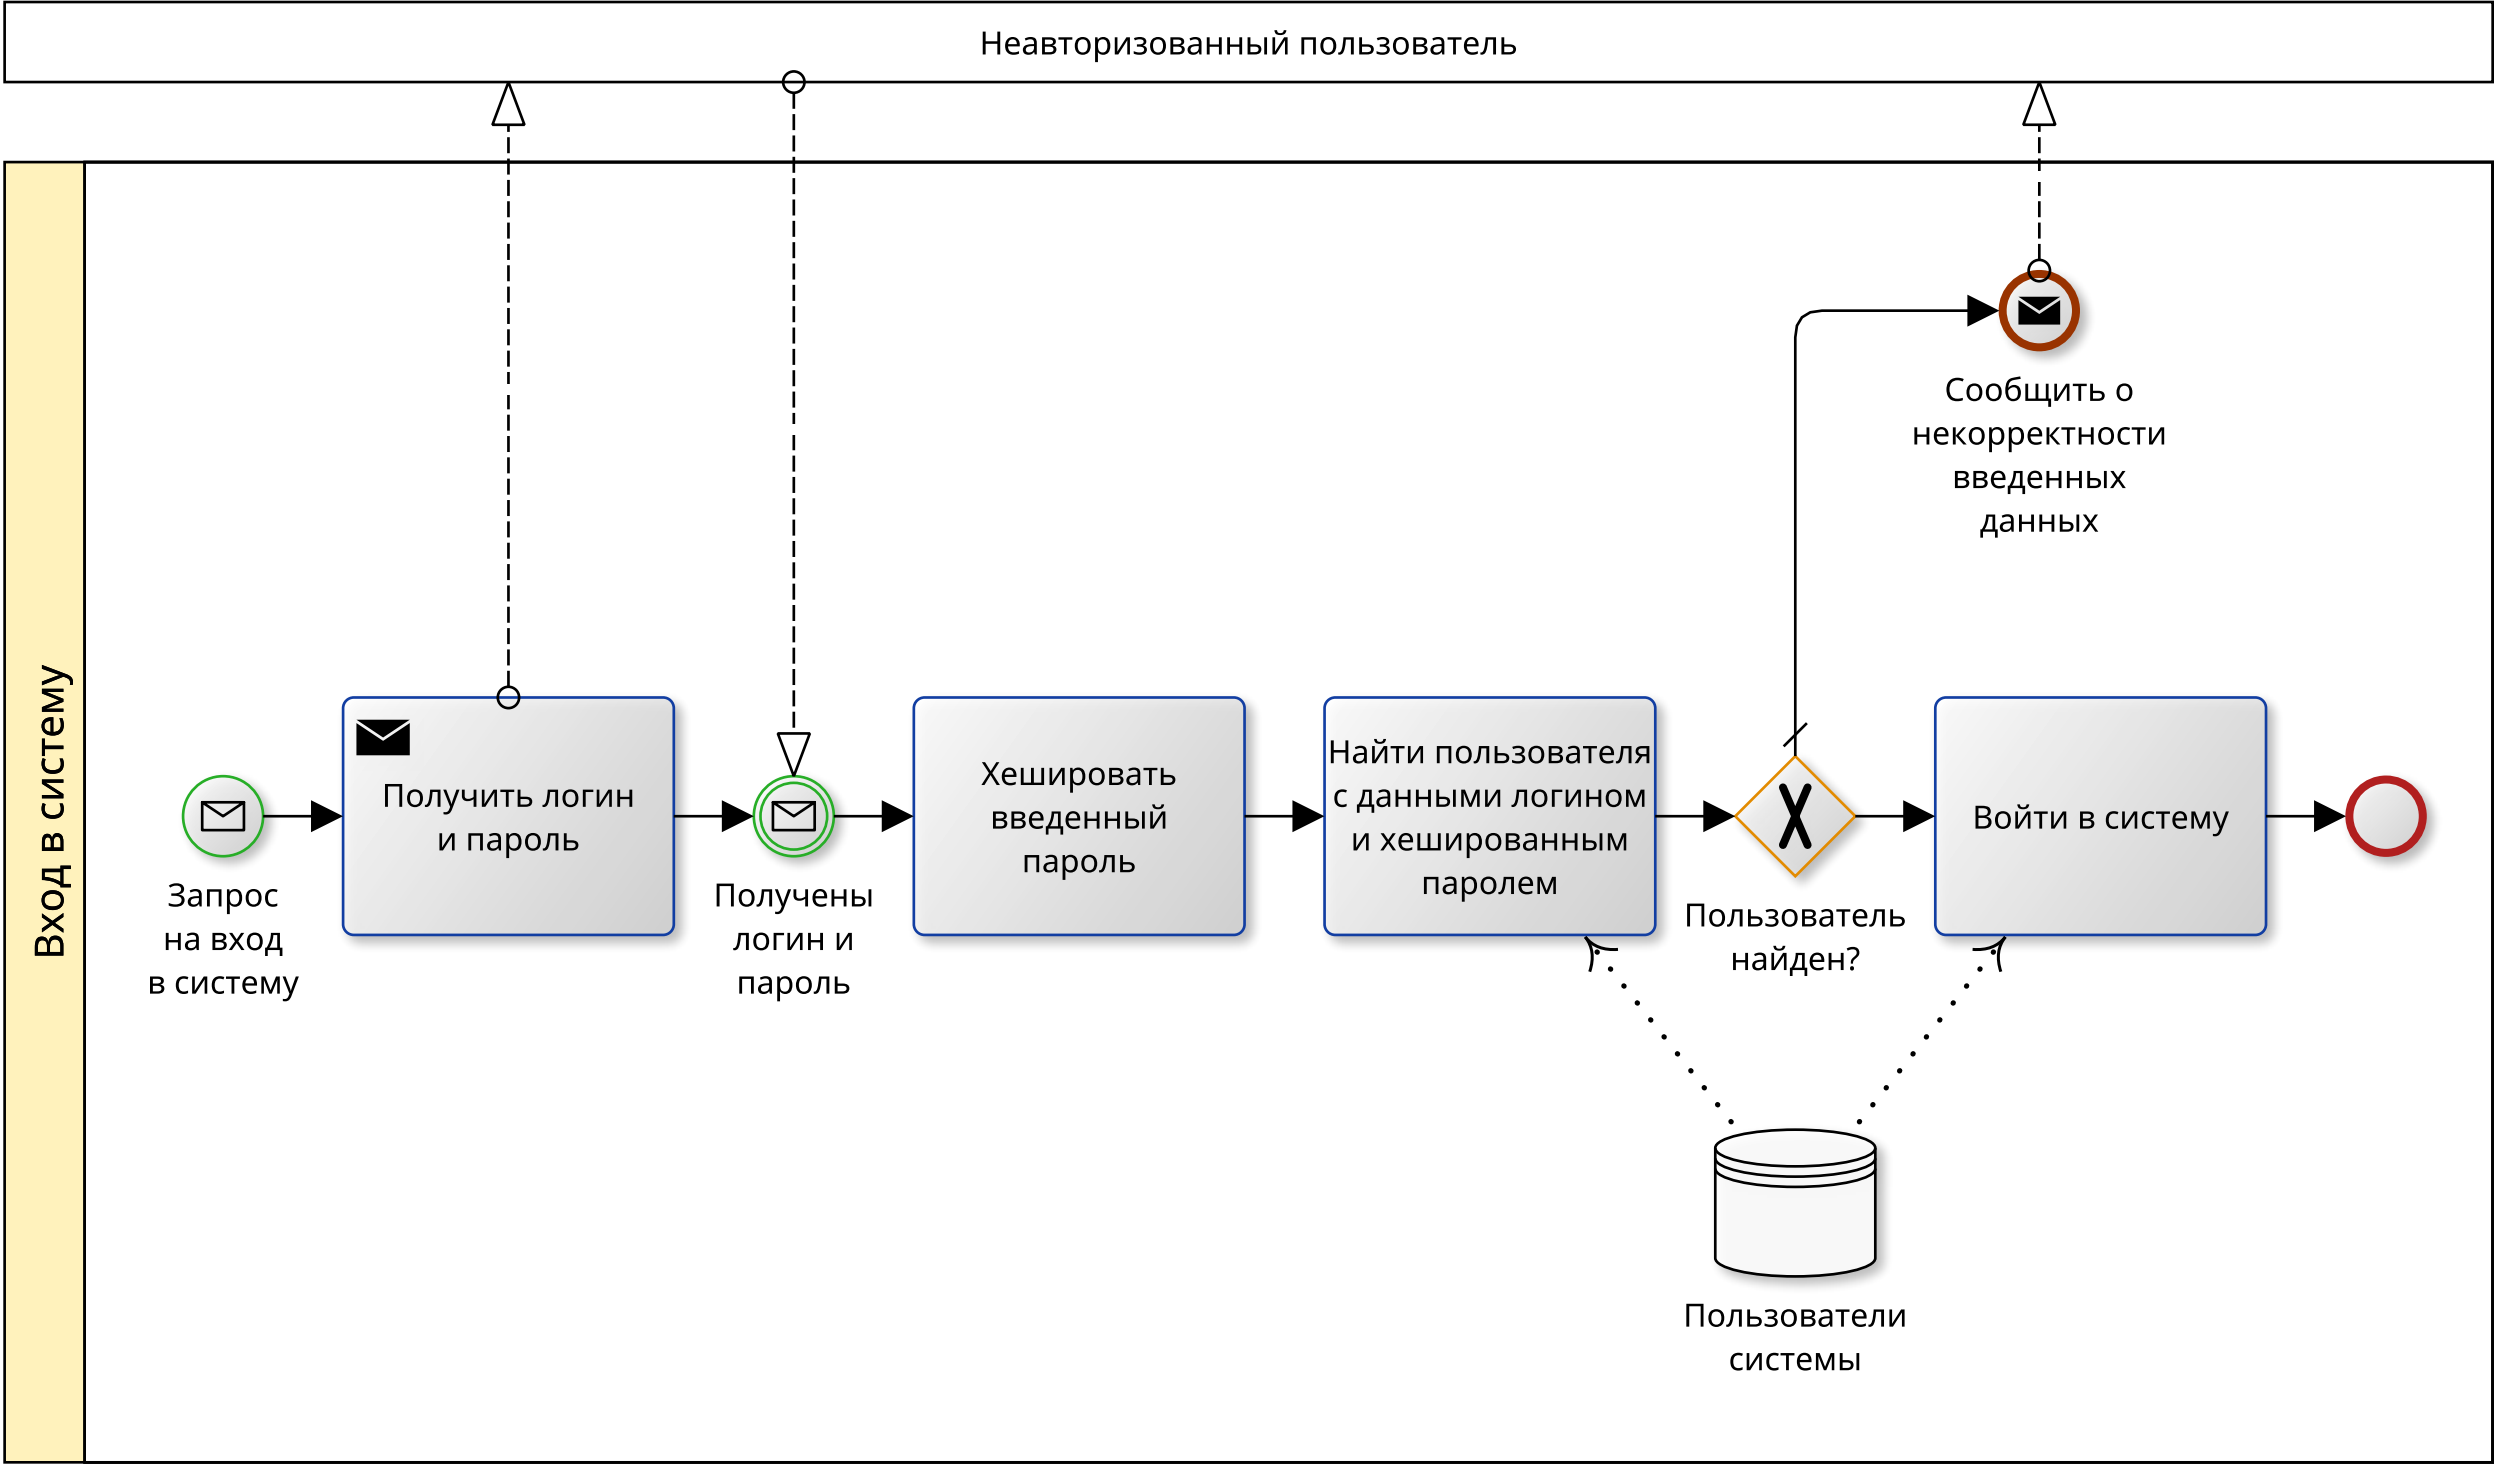 Неавторизованный пользователь
Вход в систему
Сообщить о
некорректности
введенных
данных
Запрос
на вход
в систему
Получить логин
и пароль
Получены
логин и
пароль
Хешировать
введенный
пароль
Найти пользователя
с данными логином
и хешированным
паролем
Пользователь
найден?
Войти в систему
Пользователи
системы